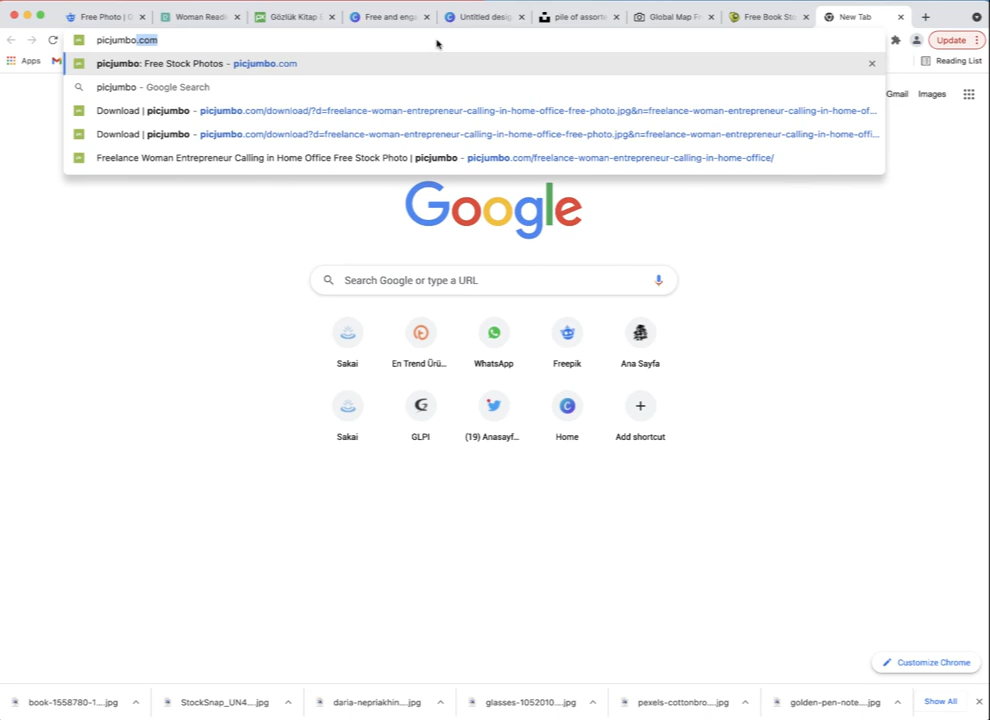 Free Photo | G
Woman Readi
Gözlük Kitap E
Free and enga
Untitled desig
pile of assorte
Global Map Fr
Free Book Sto
New Tab
picjumbo.com
Update
Apps
Reading List
picjumbo: Free Stock Photos - picjumbo.com
picjumbo - Google Search
Download | picjumbo - picjumbo.com/download/?d=freelance-woman-entrepreneur-calling-in-home-office-free-photo.jpg&n=freelance-woman-entrepreneur-calling-in-home-of...
Download | picjumbo - picjumbo.com/download?d=freelance-woman-entrepreneur-calling-in-home-office-free-photo.jpg&n=freelance-woman-entrepreneur-calling-in-home-offi...
Freelance Woman Entrepreneur Calling in Home Office Free Stock Photo | picjumbo - picjumbo.com/freelance-woman-entrepreneur-calling-in-home-office/
Gmail Images
Google
Search Google or type a URL
Sakai
En Trend Ürü...
WhatsApp
Freepik
Ana Sayfa
Sakai
GLPI
(19) Anasayf...
Home
Add shortcut
Customize Chrome
book-1558780-1....jpg
StockSnap_UN4....jpg
daria-nepriakhin....jpg
glasses-1052010....jpg
pexels-cottonbro....jpg
golden-pen-note....jpg
Show All